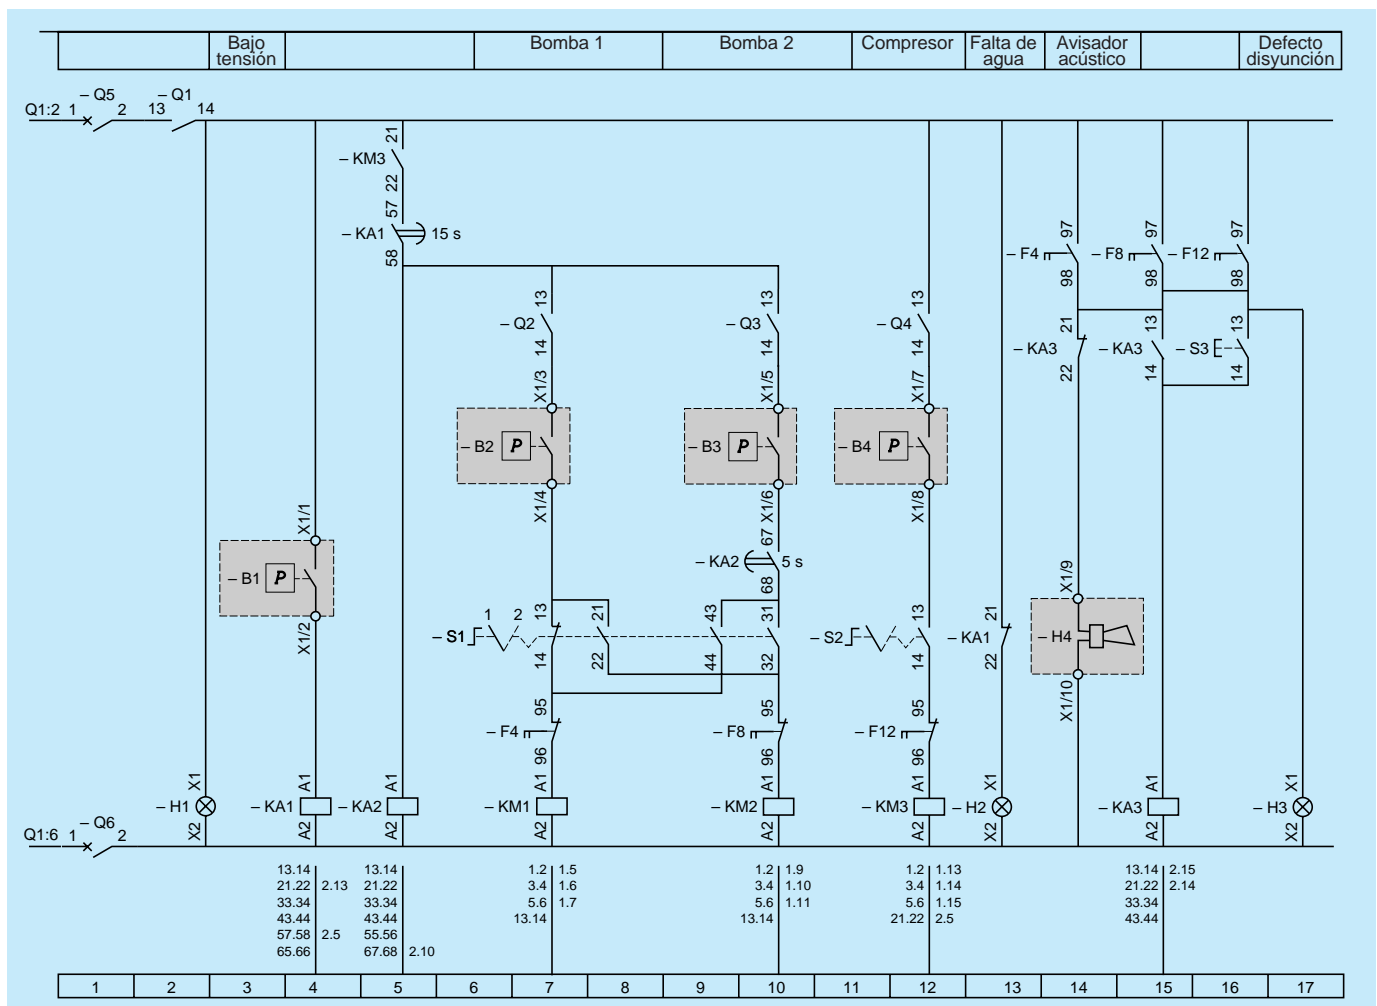 Bajo tensión
Bomba 1
Bomba 2
Compresor
Falta de agua
Avisador acústico
Defecto disyunción
Q1:2 1 – Q5 2 13 – Q1 14
21
– KM3
22
57
– KA1 15 s
58
97 97 97
– F4 – F8 – F12
98 98 98
13 13 13
– Q2 – Q3 – Q4
14 14 14
21 13 13
– KA3 – KA3 – S3
22 14 14
X1/3 X1/5 X1/7
– B2 P – B3 P – B4 P
X1/4 X1/6 X1/8
X1/1
– B1 P
X1/2
67
– KA2 5 s
68
X1/9
– H4
X1/10
1 2 13 21 43 31 13 21
– S1 – S2 – KA1
14 22 44 32 14 22
95 95 95
– F4 – F8 – F12
96 96 96
X1 A1 A1 A1 A1 A1 X1 A1 X1
– H1 – KA1 – KA2 – KM1 – KM2 – KM3 – H2 – KA3 – H3
X2 A2 A2 A2 A2 A2 X2 A2 X2
Q1:6 1 – Q6 2
13.14 13.14 1.2 1.5 1.2 1.9 1.2 1.13 13.14 2.15
21.22 2.13 21.22 3.4 1.6 3.4 1.10 3.4 1.14 21.22 2.14
33.34 33.34 5.6 1.7 5.6 1.11 5.6 1.15 33.34
43.44 43.44 13.14 13.14 21.22 2.5 43.44
57.58 2.5 55.56
65.66 67.68 2.10
1 2 3 4 5 6 7 8 9 10 11 12 13 14 15 16 17